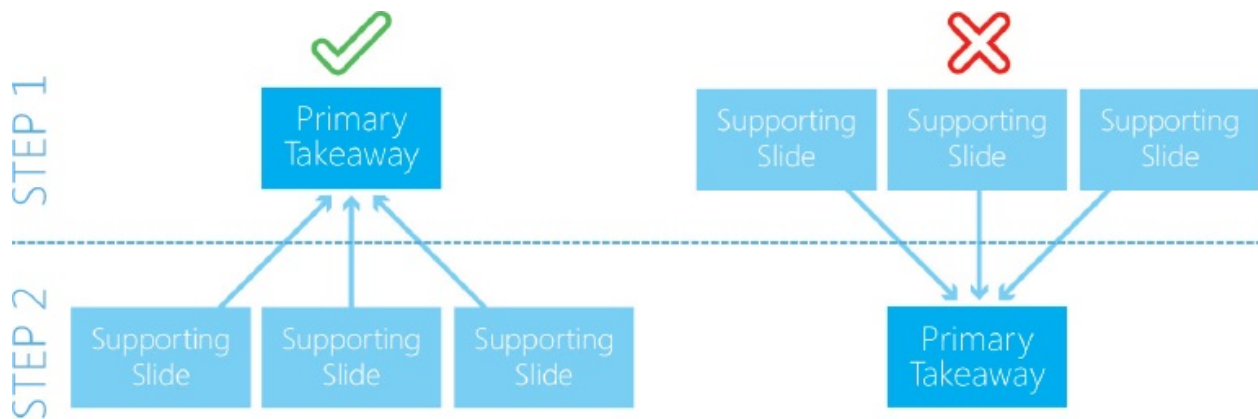 STEP 1
Primary
Takeaway
Supporting
Slide
Supporting
Slide
Supporting
Slide
STEP 2
Supporting
Slide
Supporting
Slide
Supporting
Slide
Primary
Takeaway